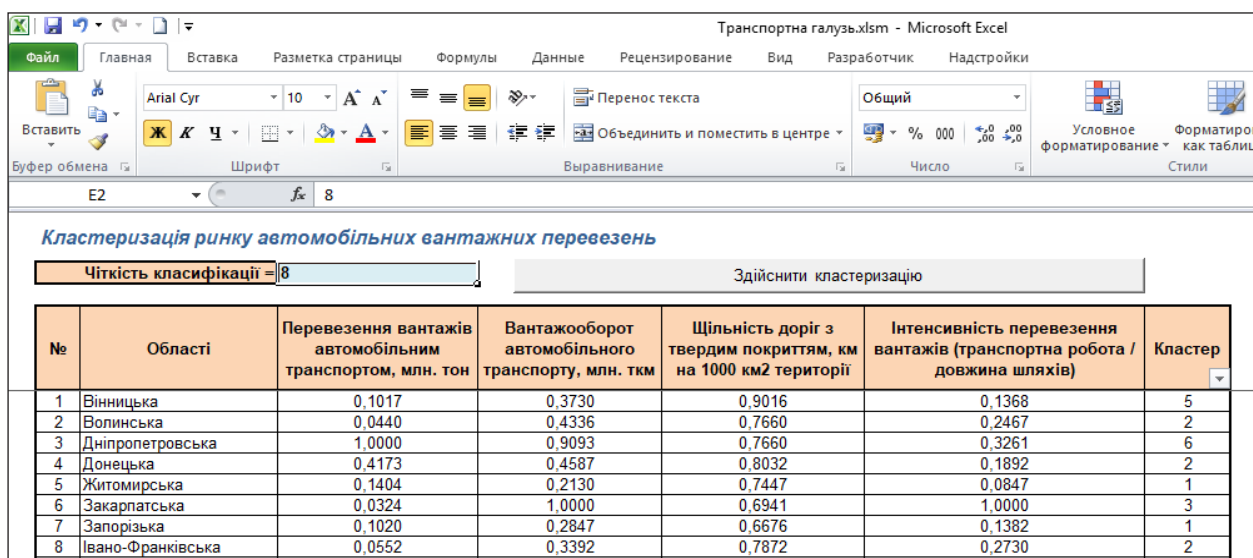 Транспортна галузь.xlsm - Microsoft Excel
Файл Главная Вставка Разметка страницы Формулы Данные Рецензирование Вид Разработчик Надстройки
Arial Cyr 10 А А Перенос текста Общий
Вставить Ж К Ч А Объединить и поместить в центре % 000 Условное форматирование Форматиро как таблиц
Буфер обмена Шрифт Выравнивание Число Стили
E2 fx 8
Кластеризація ринку автомобільних вантажних перевезень
Чіткість класифікації = 8 Здійснити кластеризацію
№ Області Перевезення вантажів автомобільним транспортом, млн. тон Вантажооборот автомобільного транспорту, млн. ткм Щільність доріг з твердим покриттям, км на 1000 км2 території Інтенсивність перевезення вантажів (транспортна робота / довжина шляхів) Кластер
1 Вінницька 0,1017 0,3730 0,9016 0,1368 5
2 Волинська 0,0440 0,4336 0,7660 0,2467 2
3 Дніпропетровська 1,0000 0,9093 0,7660 0,3261 6
4 Донецька 0,4173 0,4587 0,8032 0,1892 2
5 Житомирська 0,1404 0,2130 0,7447 0,0847 1
6 Закарпатська 0,0324 1,0000 0,6941 1,0000 3
7 Запорізька 0,1020 0,2847 0,6676 0,1382 1
8 Івано-Франківська 0,0552 0,3392 0,7872 0,2730 2